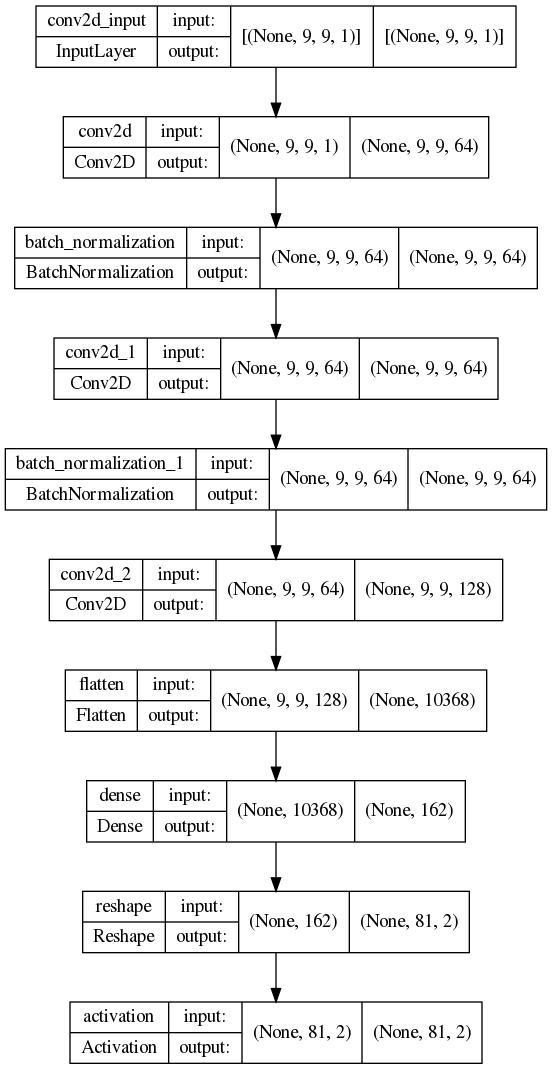 conv2d_input input: [(None, 9, 9, 1)] [(None, 9, 9, 1)]
InputLayer output:
conv2d input: (None, 9, 9, 1) (None, 9, 9, 64)
Conv2D output:
batch_normalization input: (None, 9, 9, 64) (None, 9, 9, 64)
BatchNormalization output:
conv2d_1 input: (None, 9, 9, 64) (None, 9, 9, 64)
Conv2D output:
batch_normalization_1 input: (None, 9, 9, 64) (None, 9, 9, 64)
BatchNormalization output:
conv2d_2 input: (None, 9, 9, 64) (None, 9, 9, 128)
Conv2D output:
flatten input: (None, 9, 9, 128) (None, 10368)
Flatten output:
dense input: (None, 10368) (None, 162)
Dense output:
reshape input: (None, 162) (None, 81, 2)
Reshape output:
activation input: (None, 81, 2) (None, 81, 2)
Activation output: